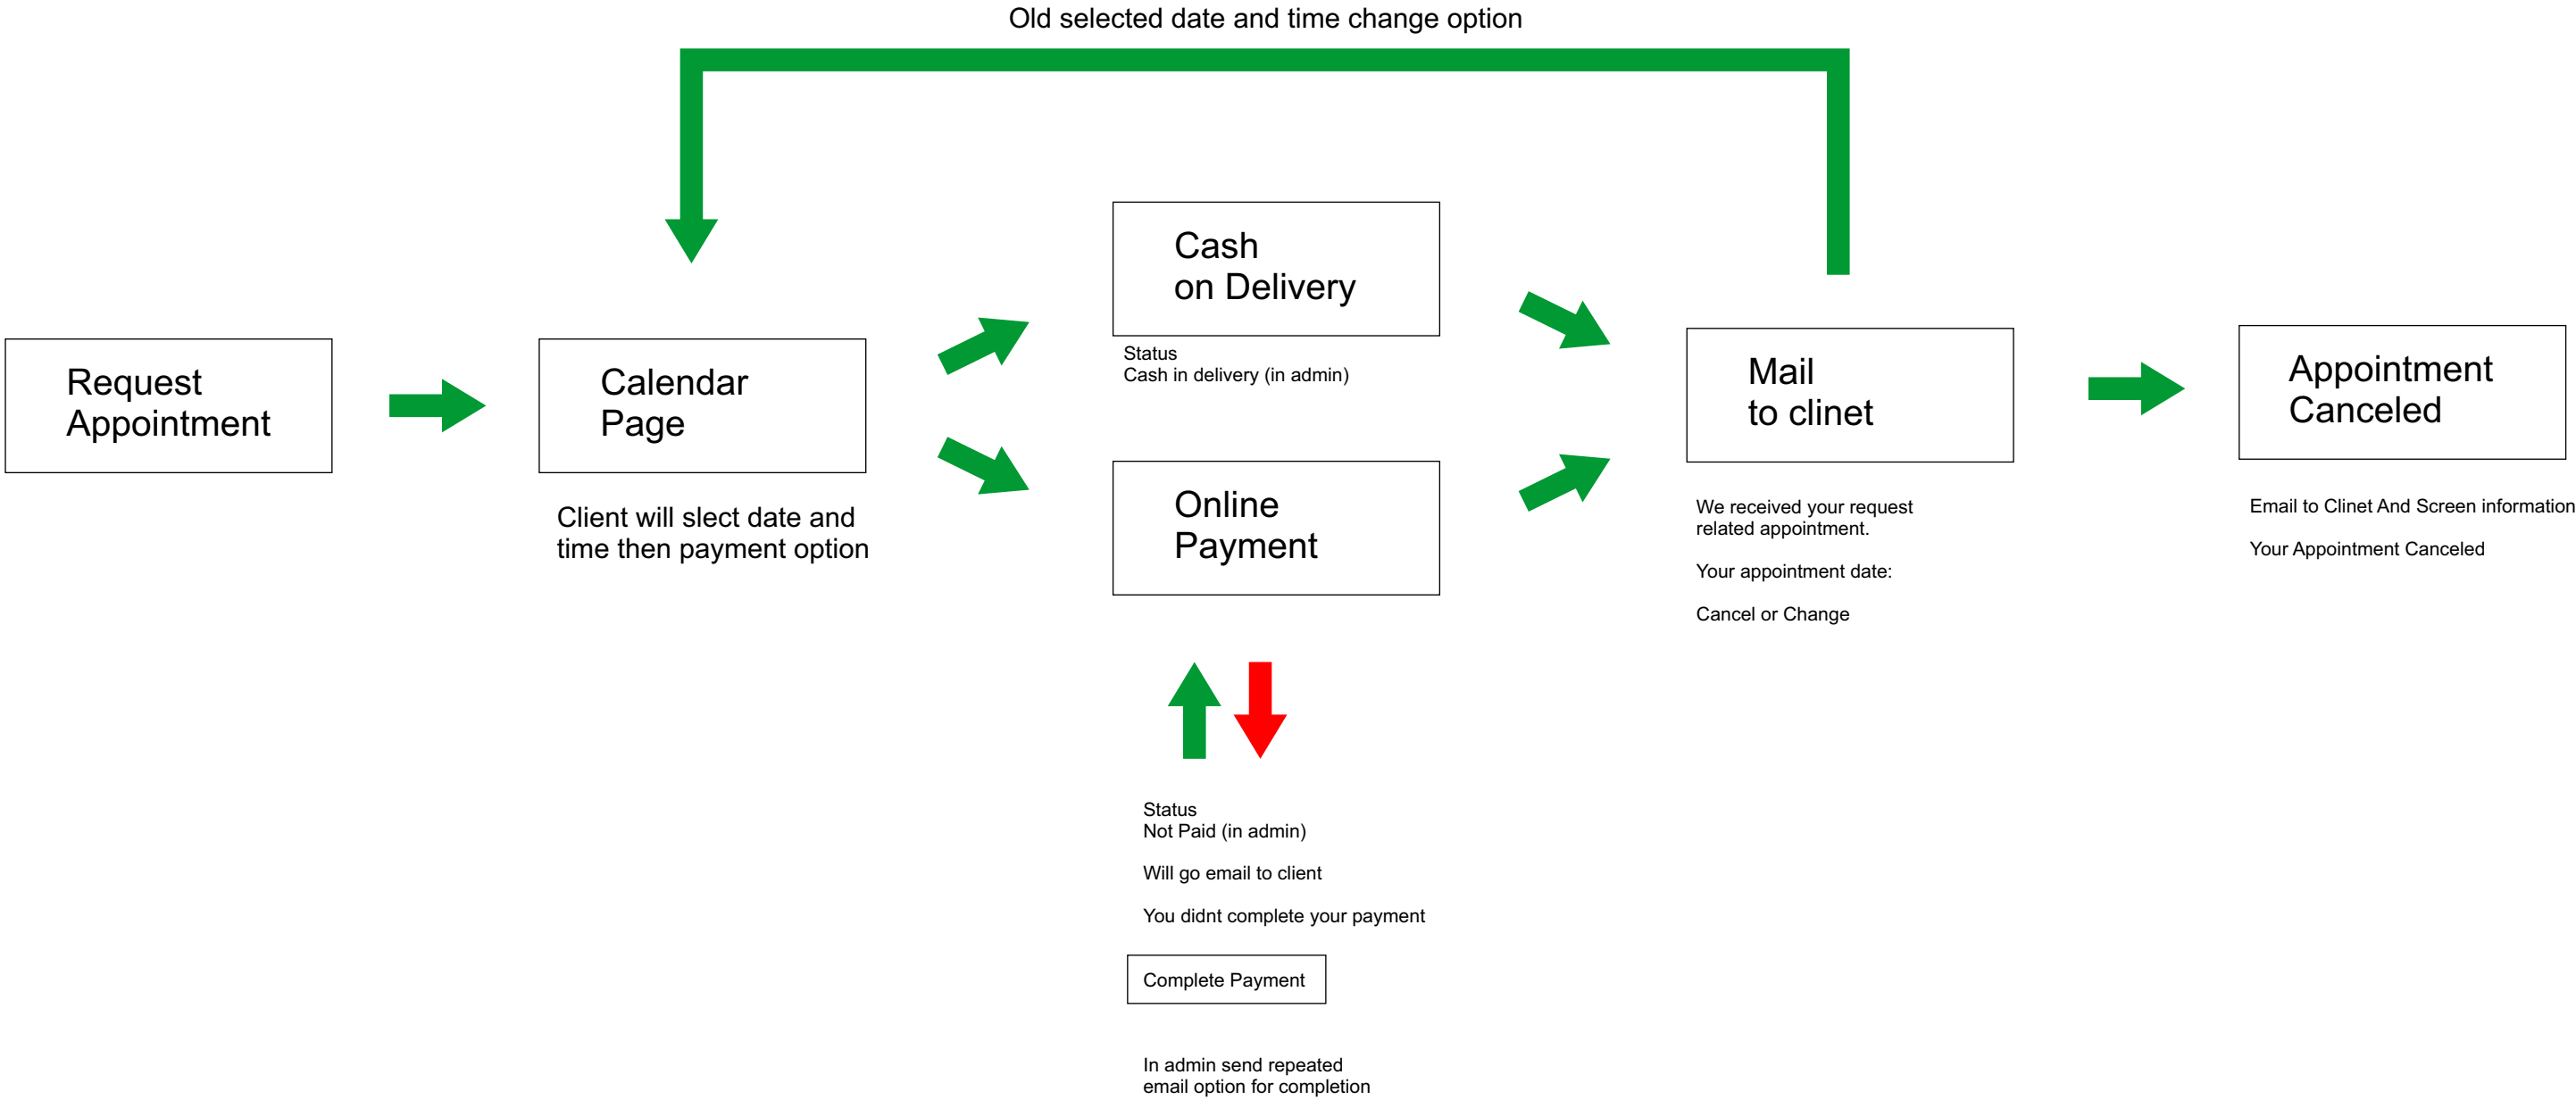 Old selected date and time change option
Request
Appointment
Calendar
Page
Client will slect date and
time then payment option
Cash
on Delivery
Status
Cash in delivery (in admin)
Online
Payment
Status
Not Paid (in admin)
Will go email to client
You didnt complete your payment
Complete Payment
In admin send repeated
email option for completion
Mail
to clinet
We received your request
related appointment.
Your appointment date:
Cancel or Change
Appointment
Canceled
Email to Clinet And Screen information
Your Appointment Canceled